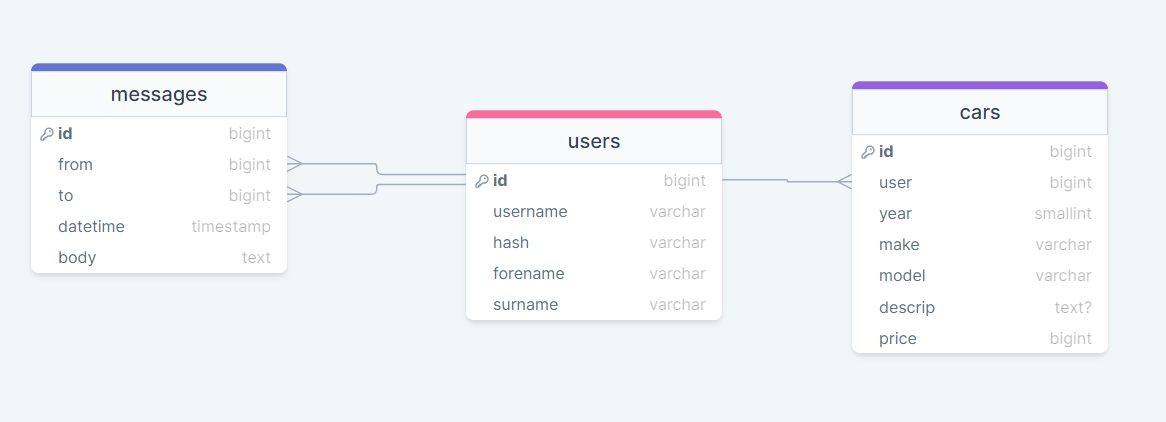 messages
id bigint
from bigint
to bigint
datetime timestamp
body text
users
id bigint
username varchar
hash varchar
forename varchar
surname varchar
cars
id bigint
user bigint
year smallint
make varchar
model varchar
descrip text?
price bigint